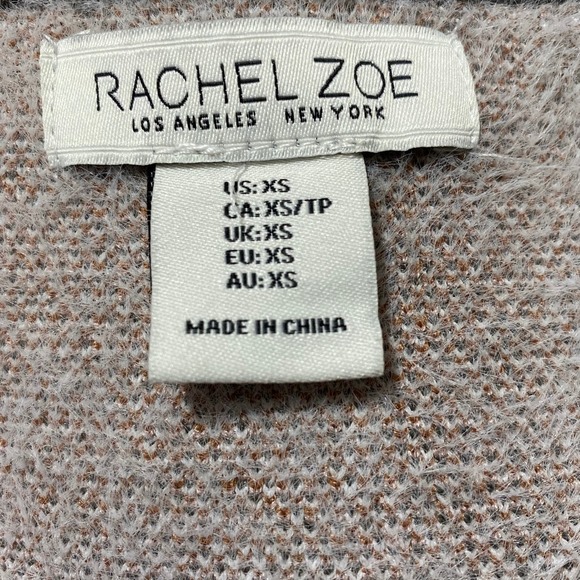 RACHEL ZOE
LOS ANGELES NEW YORK
US: XS
CA: XS/TP
UK: XS
EU: XS
AU: XS
MADE IN CHINA